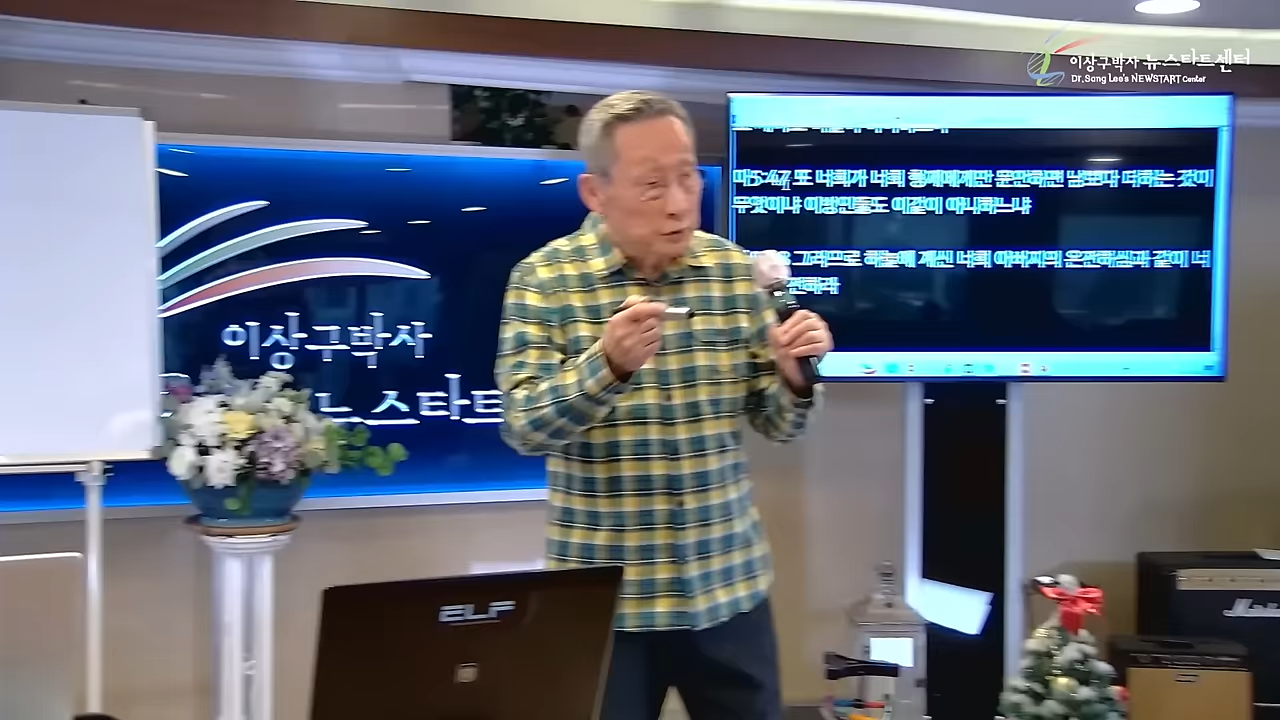 이상구박사 뉴스타트센터
Dr. Sang Lee's NEWSTART Center
마5:47 또 너희가 너희 형제에게만 문안하면 남보다 더하는 것이
무엇이냐 이방인들도 이같이 아니하느냐
그러므로 하늘에 계신 너희 아버지의 온전하심과 같이 너
전하라
이상구박사
뉴스타트
ELF